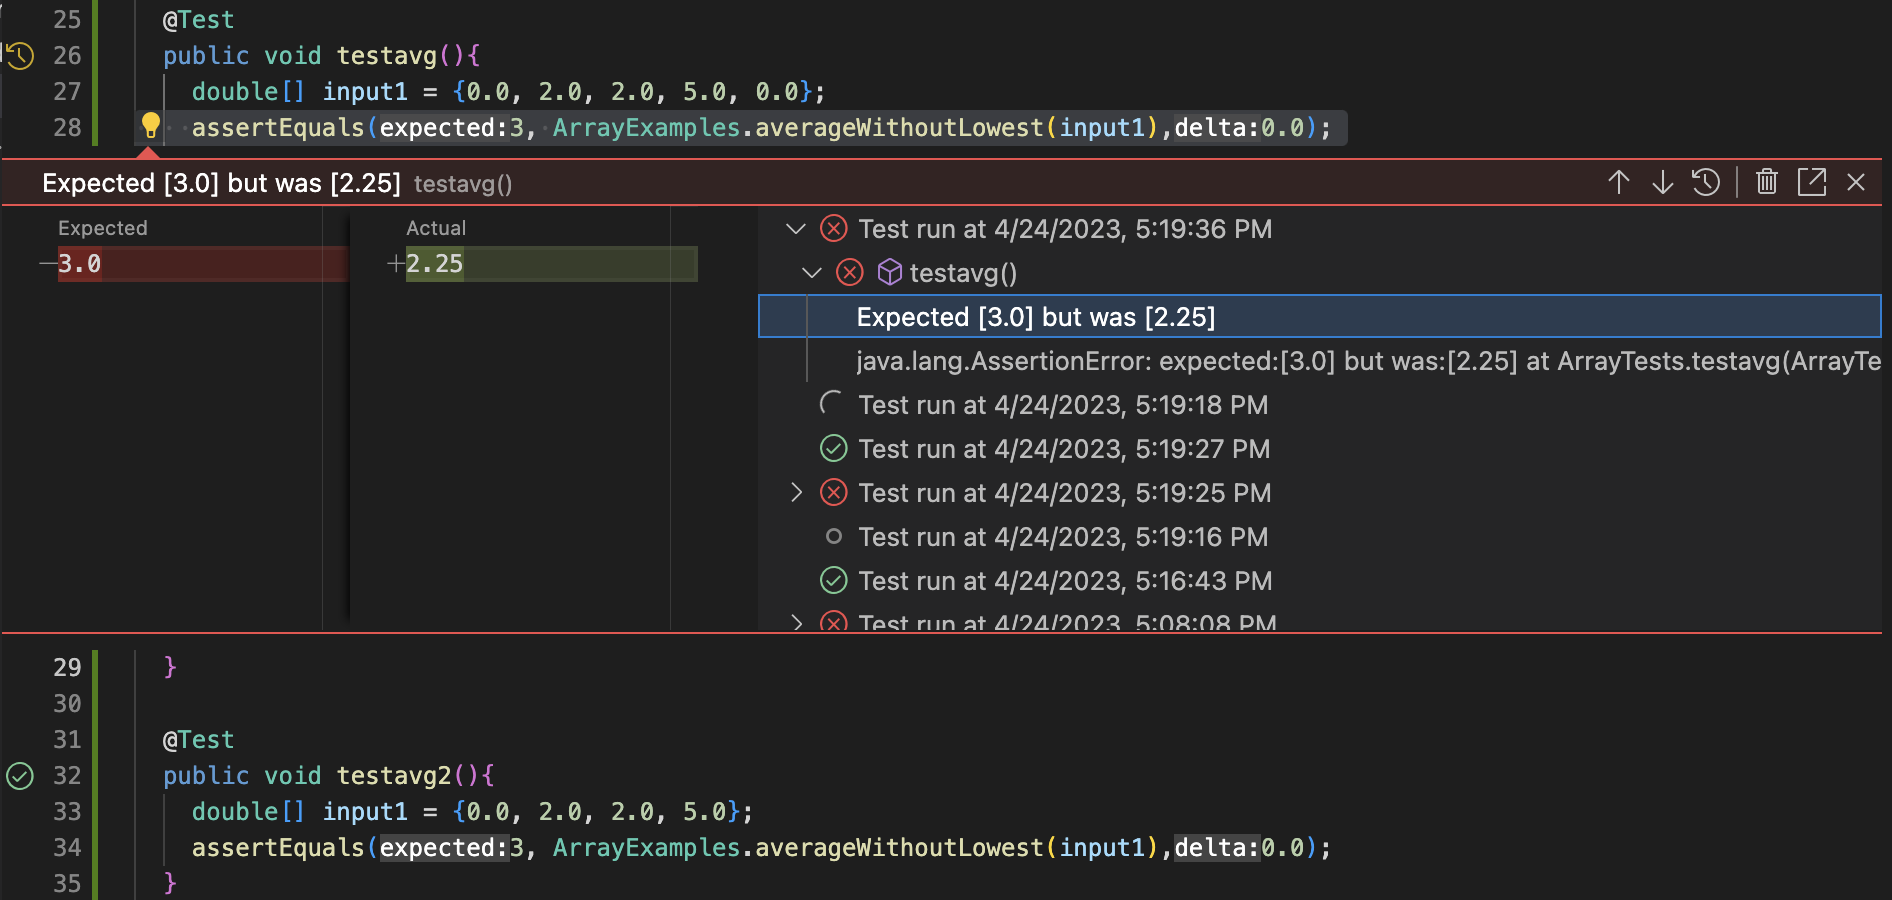 25 @Test
26 public void testavg(){
27 double[] input1 = {0.0, 2.0, 2.0, 5.0, 0.0};
28 assertEquals(expected:3, ArrayExamples.averageWithoutLowest(input1),delta:0.0);
Expected [3.0] but was [2.25] testavg()
Expected
3.0
Actual
2.25
Test run at 4/24/2023, 5:19:36 PM
testavg()
Expected [3.0] but was [2.25]
java.lang.AssertionError: expected:[3.0] but was:[2.25] at ArrayTests.testavg(ArrayTe
Test run at 4/24/2023, 5:19:18 PM
Test run at 4/24/2023, 5:19:27 PM
Test run at 4/24/2023, 5:19:25 PM
Test run at 4/24/2023, 5:19:16 PM
Test run at 4/24/2023, 5:16:43 PM
Test run at 4/24/2023, 5:08:08 PM
29 }
30
31 @Test
32 public void testavg2(){
33 double[] input1 = {0.0, 2.0, 2.0, 5.0};
34 assertEquals(expected:3, ArrayExamples.averageWithoutLowest(input1),delta:0.0);
35 }